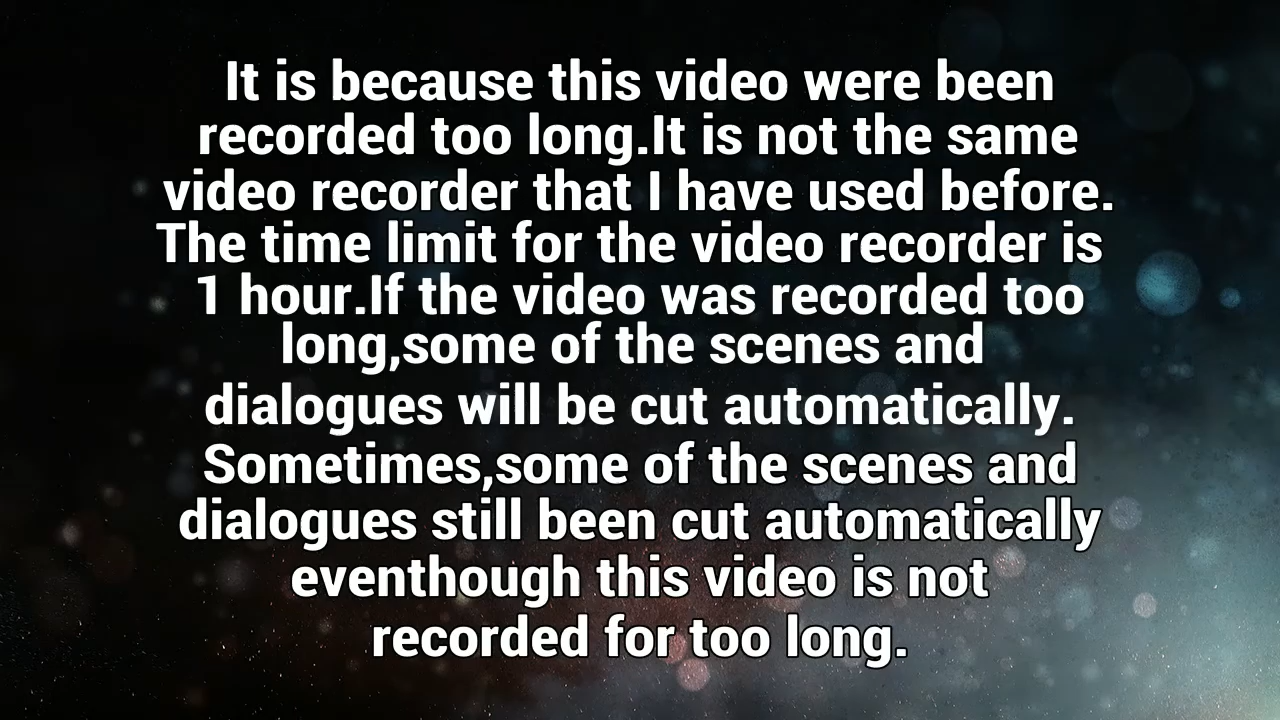 It is because this video were been
recorded too long.It is not the same
video recorder that I have used before.
The time limit for the video recorder is
1 hour.If the video was recorded too
long,some of the scenes and
dialogues will be cut automatically.
Sometimes,some of the scenes and
dialogues still been cut automatically
eventhough this video is not
recorded for too long.